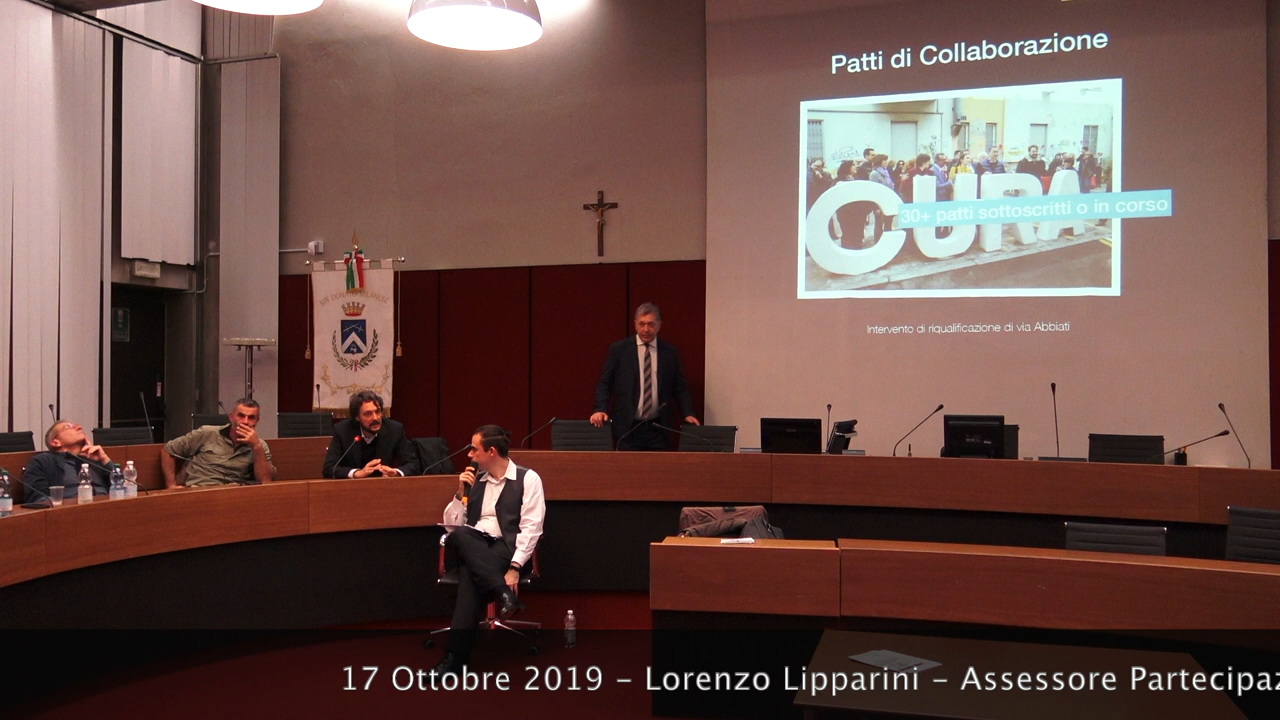 Patti di Collaborazione
CURA
30+ patti sottoscritti o in corso
Intervento di riqualificazione di via Abbiati
17 Ottobre 2019 - Lorenzo Lipparini - Assessore Partecipaz